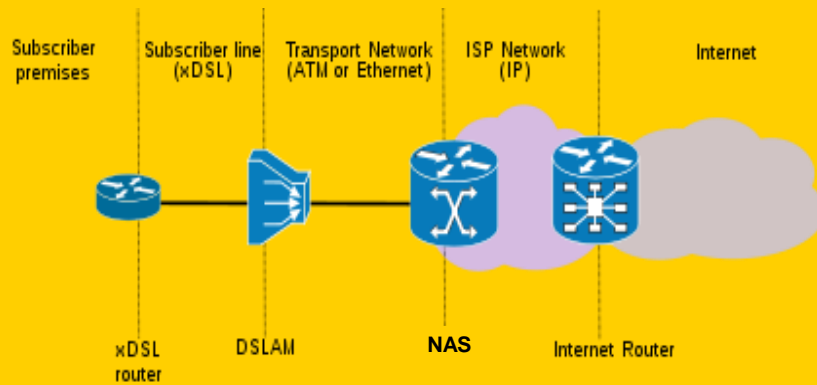 Subscriber
premises
Subscriber line
(xDSL)
Transport Network
(ATM or Ethernet)
ISP Network
(IP)
Internet
xDSL
router
DSLAM
NAS
Internet Router